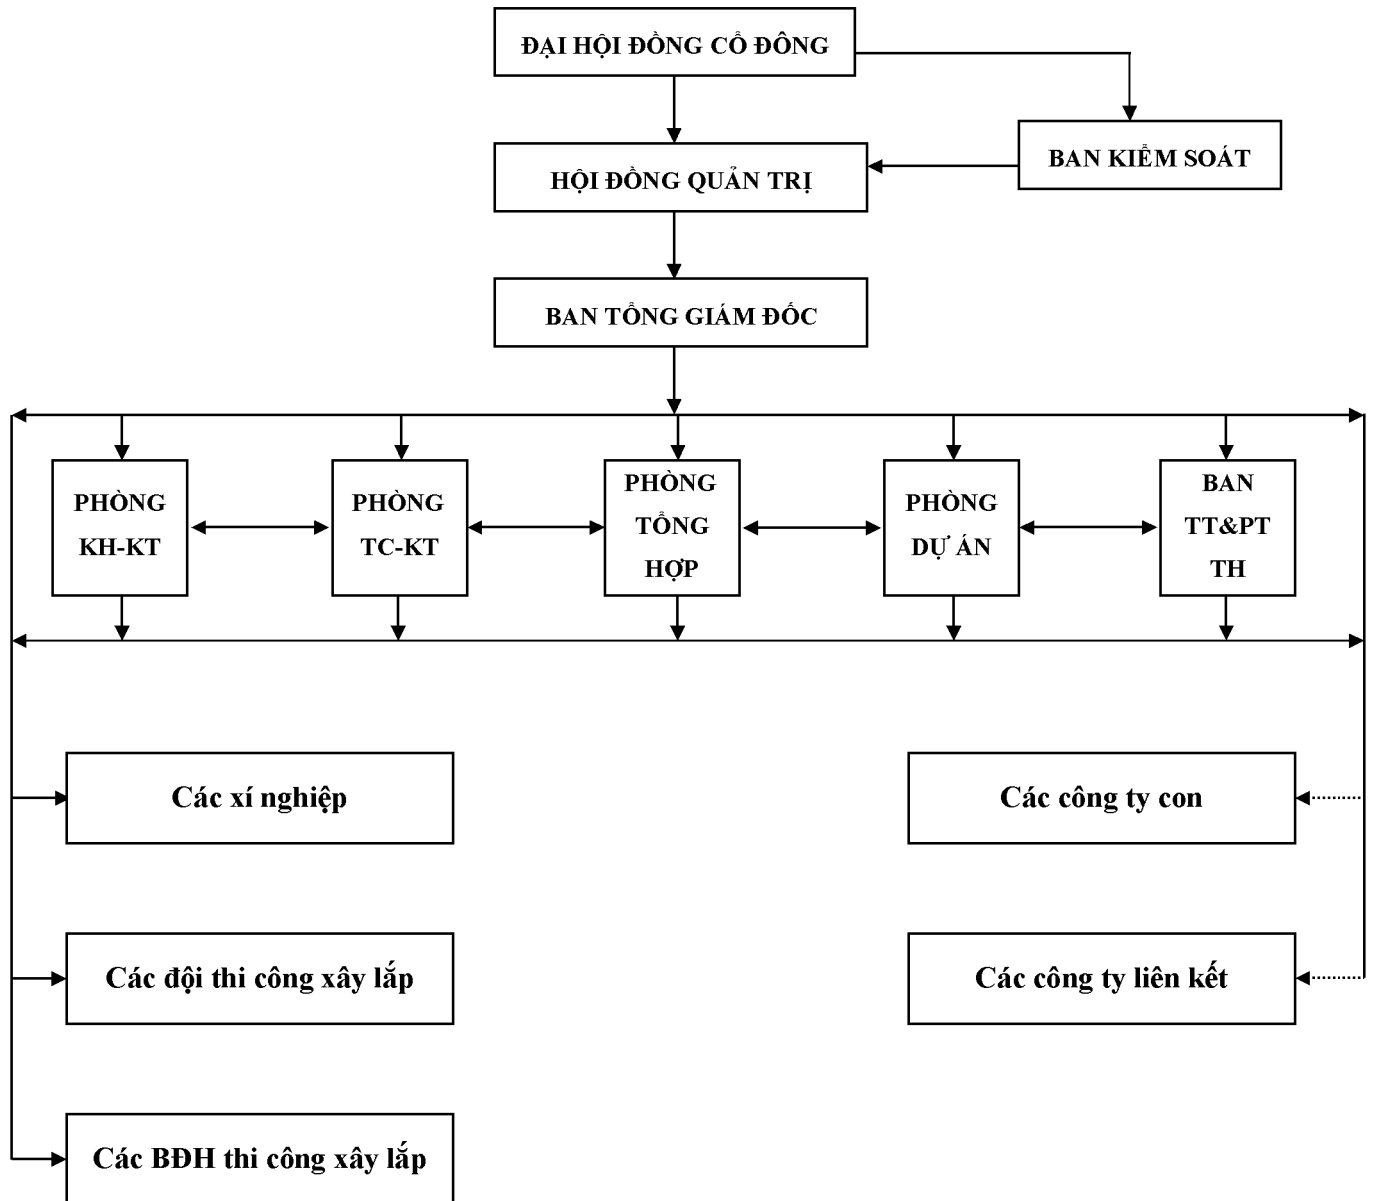 ĐẠI HỘI ĐỒNG CỔ ĐÔNG
BAN KIỂM SOÁT
HỘI ĐỒNG QUẢN TRỊ
BAN TỔNG GIÁM ĐỐC
PHÒNG
KH-KT
PHÒNG
TC-KT
PHÒNG
TỔNG
HỢP
PHÒNG
DỰ ÁN
BAN
TT&PT
TH
Các xí nghiệp
Các công ty con
Các đội thi công xây lắp
Các công ty liên kết
Các BĐH thi công xây lắp